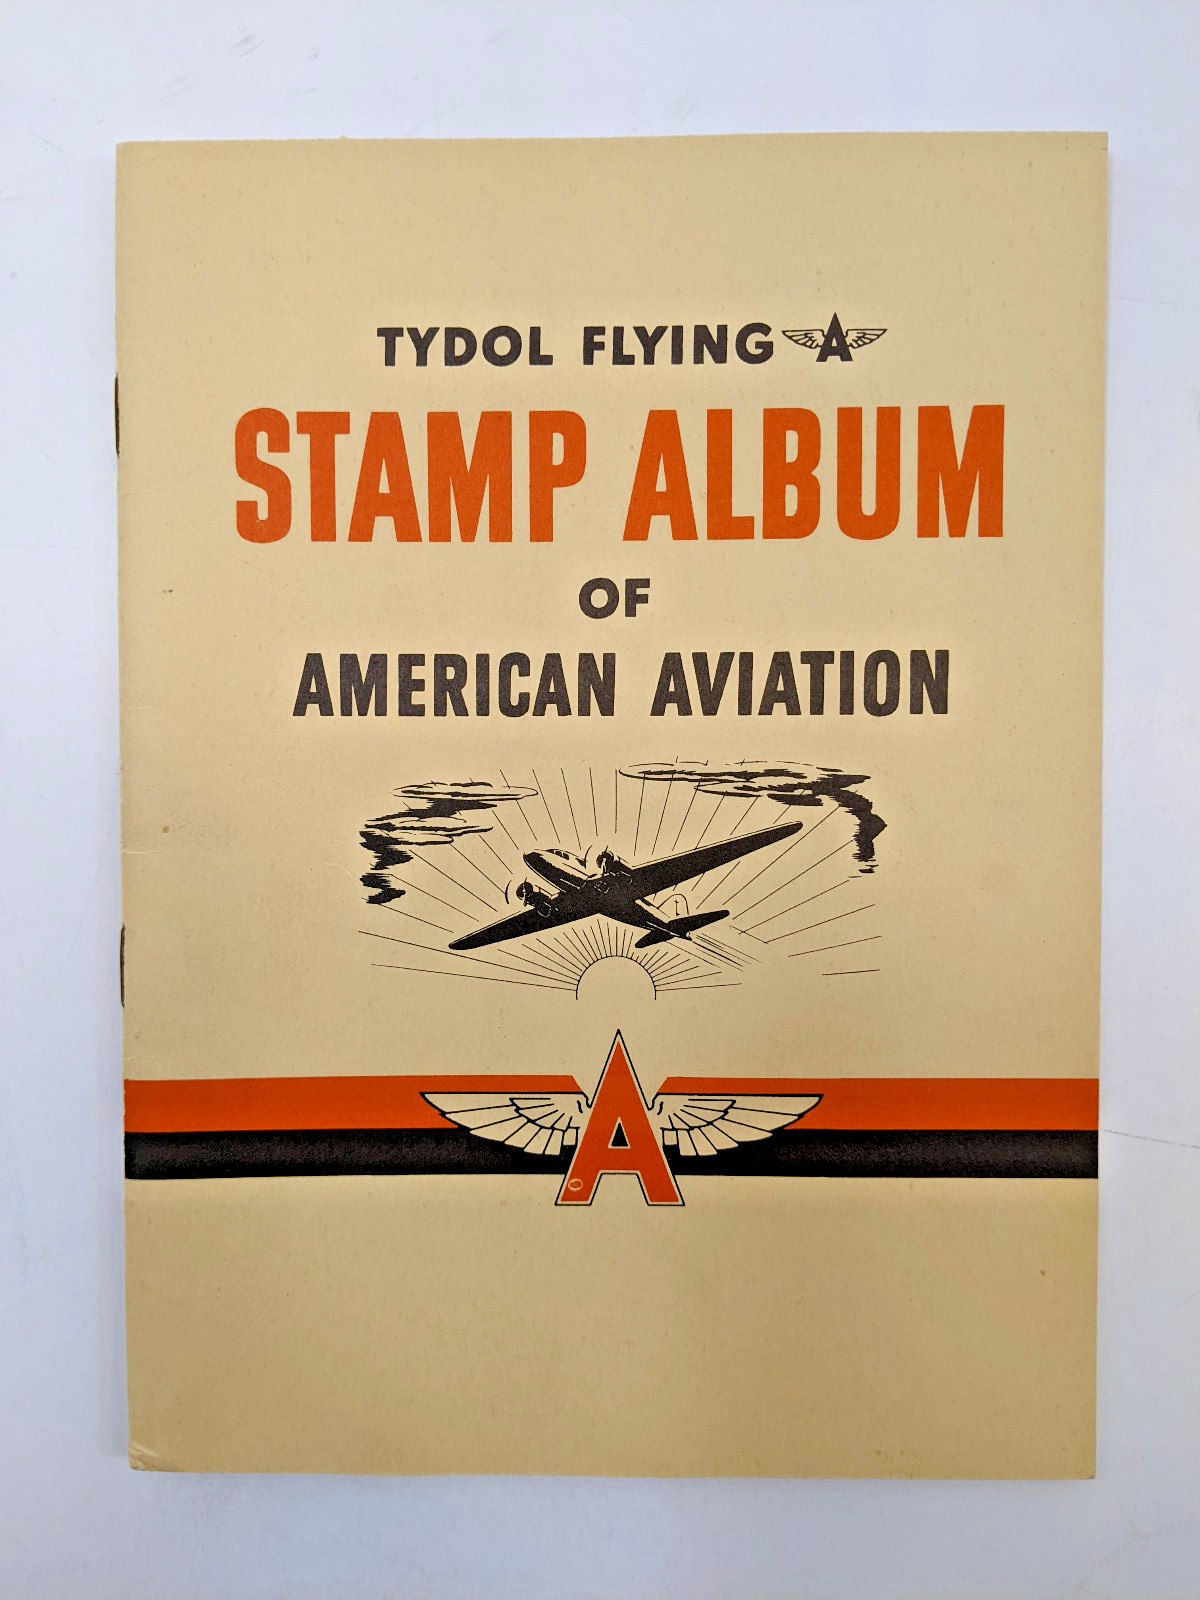 TYDOL FLYING A
STAMP ALBUM
OF
AMERICAN AVIATION
A